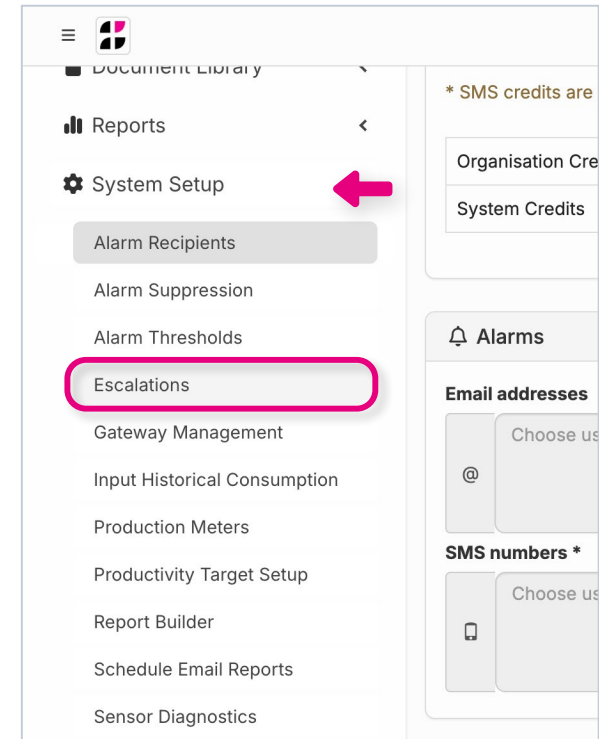 Document Library
Reports
System Setup
Alarm Recipients
Alarm Suppression
Alarm Thresholds
Escalations
Gateway Management
Input Historical Consumption
Production Meters
Productivity Target Setup
Report Builder
Schedule Email Reports
Sensor Diagnostics
* SMS credits are
Organisation Cre
System Credits
Alarms
Email addresses
@
Choose us
SMS numbers *
Choose us